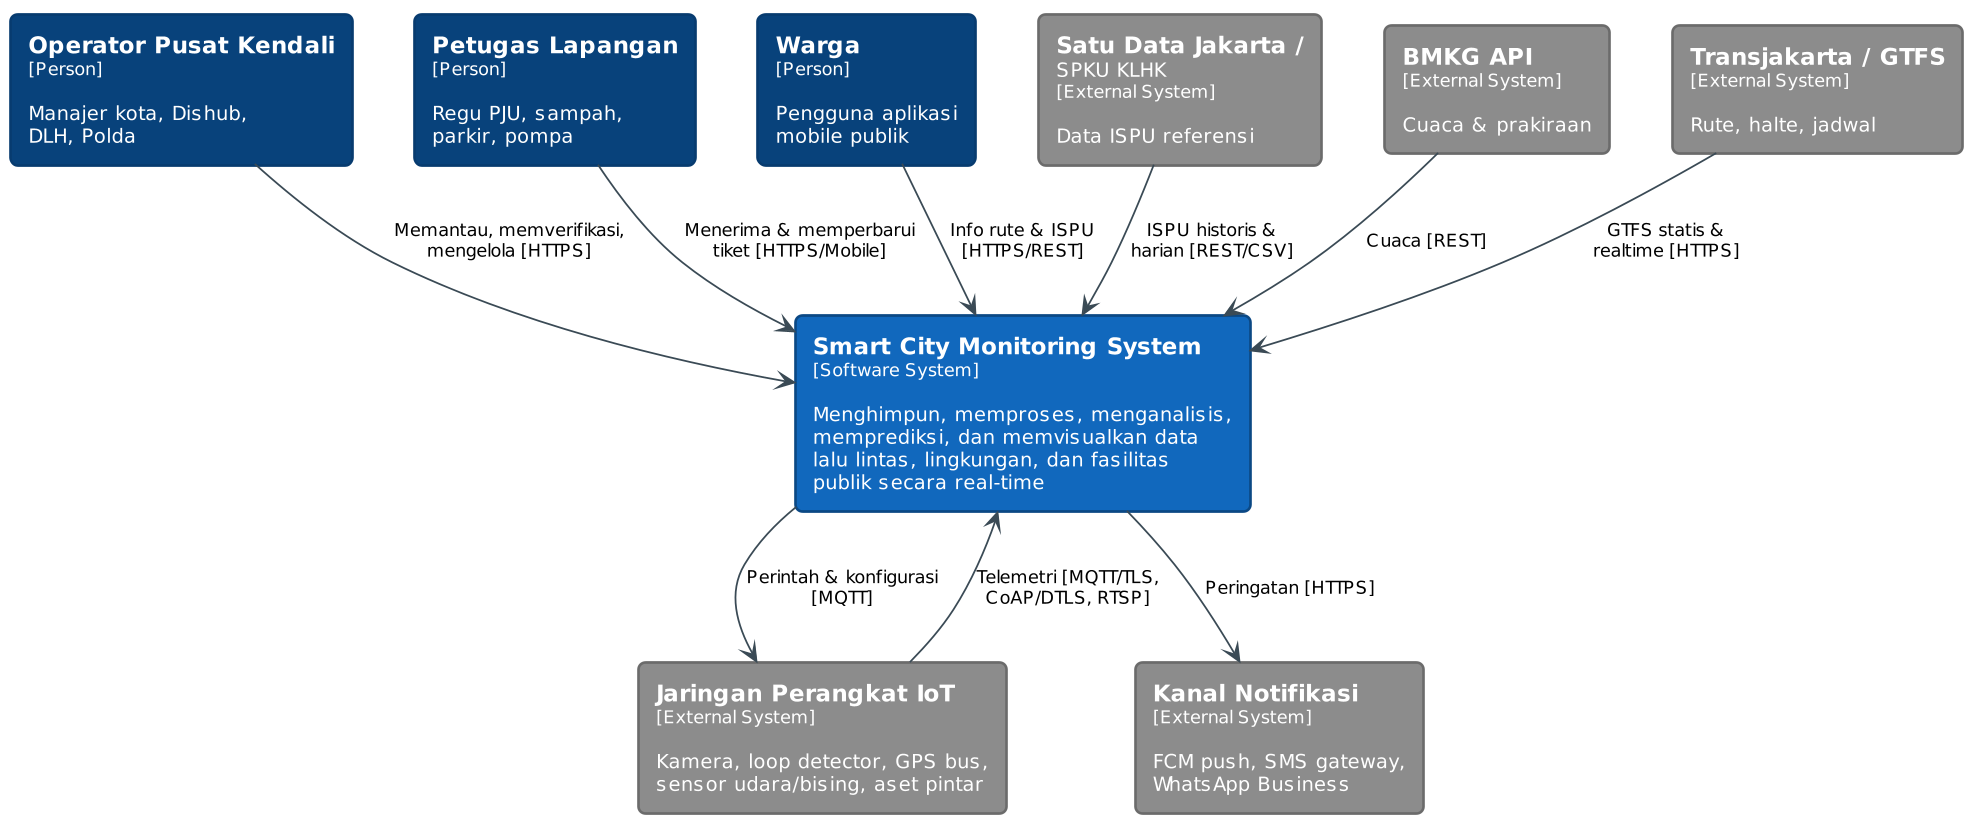 Operator Pusat Kendali
[Person]
Manajer kota, Dishub,
DLH, Polda
Petugas Lapangan
[Person]
Regu PJU, sampah,
parkir, pompa
Warga
[Person]
Pengguna aplikasi
mobile publik
Satu Data Jakarta /
SPKU KLHK
[External System]
Data ISPU referensi
BMKG API
[External System]
Cuaca & prakiraan
Transjakarta / GTFS
[External System]
Rute, halte, jadwal
Memantau, memverifikasi,
mengelola [HTTPS]
Menerima & memperbarui
tiket [HTTPS/Mobile]
Info rute & ISPU
[HTTPS/REST]
ISPU historis &
harian [REST/CSV]
Cuaca [REST]
GTFS statis &
realtime [HTTPS]
Smart City Monitoring System
[Software System]
Menghimpun, memproses, menganalisis,
memprediksi, dan memvisualkan data
lalu lintas, lingkungan, dan fasilitas
publik secara real-time
Perintah & konfigurasi
[MQTT]
Telemetri [MQTT/TLS,
CoAP/DTLS, RTSP]
Peringatan [HTTPS]
Jaringan Perangkat IoT
[External System]
Kamera, loop detector, GPS bus,
sensor udara/bising, aset pintar
Kanal Notifikasi
[External System]
FCM push, SMS gateway,
WhatsApp Business